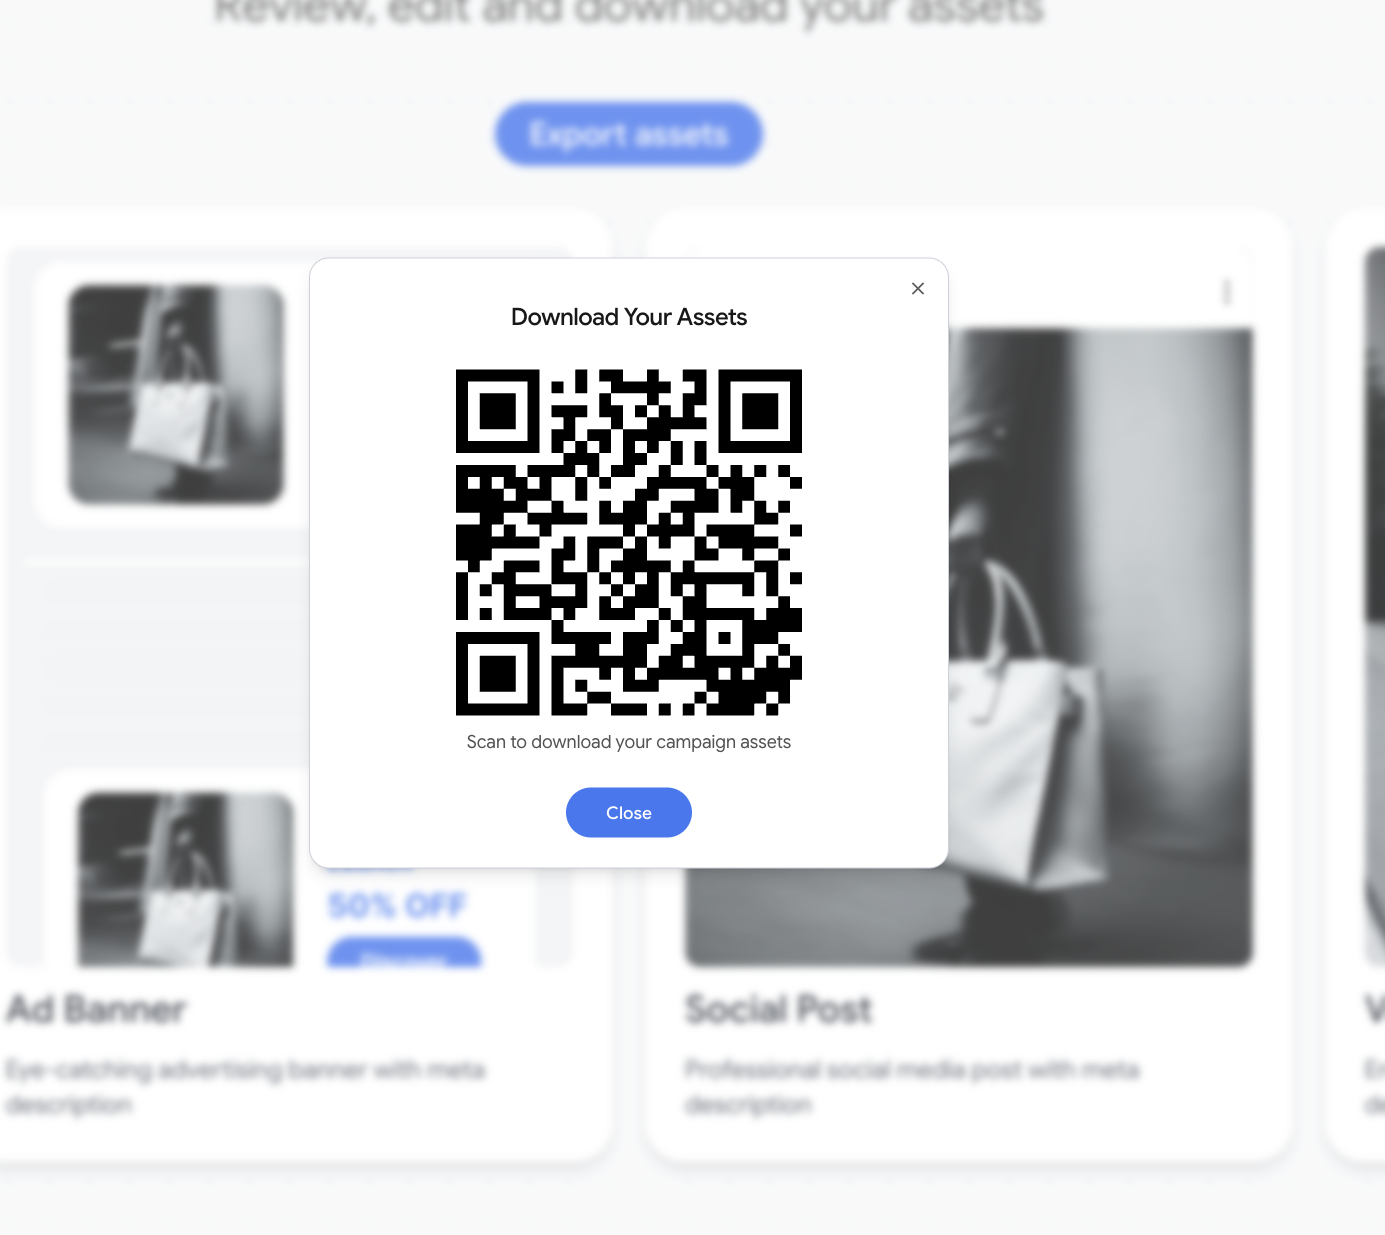 Review, edit and download your assets
Export assets
Download Your Assets
Scan to download your campaign assets
Close
50% OFF
Discover
Ad Banner
Eye-catching advertising banner with meta
description
Social Post
Professional social media post with meta
description